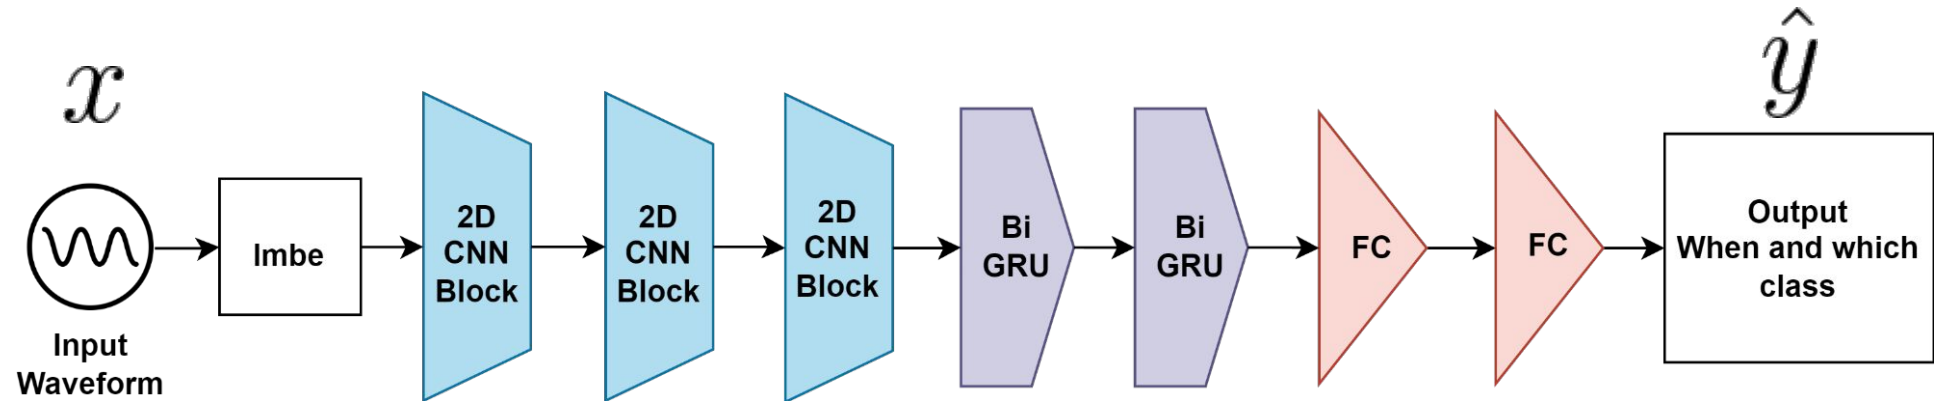 x
Input
Waveform
Imbe
2D
CNN
Block
2D
CNN
Block
2D
CNN
Block
Bi
GRU
Bi
GRU
FC
FC
ŷ
Output
When and which
class